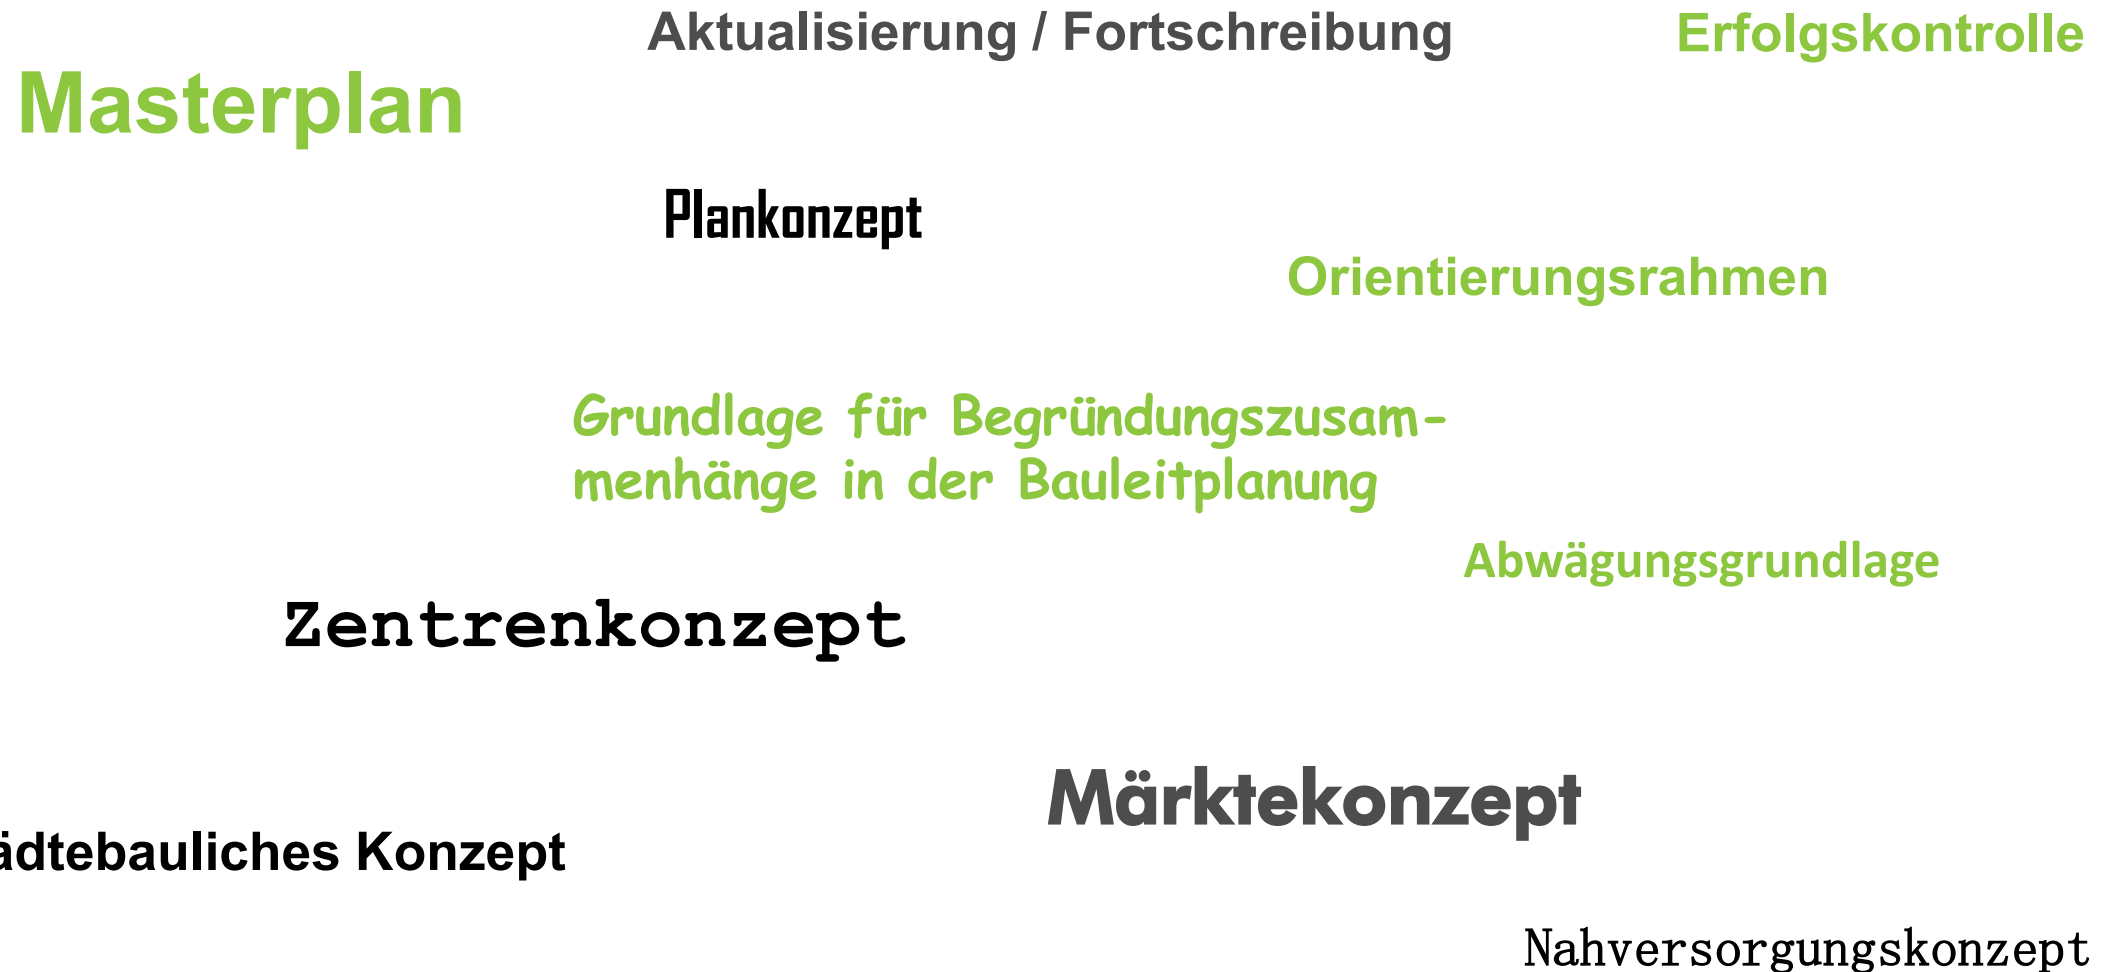 Aktualisierung / Fortschreibung
Erfolgskontrolle
Masterplan
Plankonzept
Orientierungsrahmen
Grundlage für Begründungszusam-
menhänge in der Bauleitplanung
Abwägungsgrundlage
Zentrenkonzept
Märktekonzept
ädtebauliches Konzept
Nahversorgungskonzept